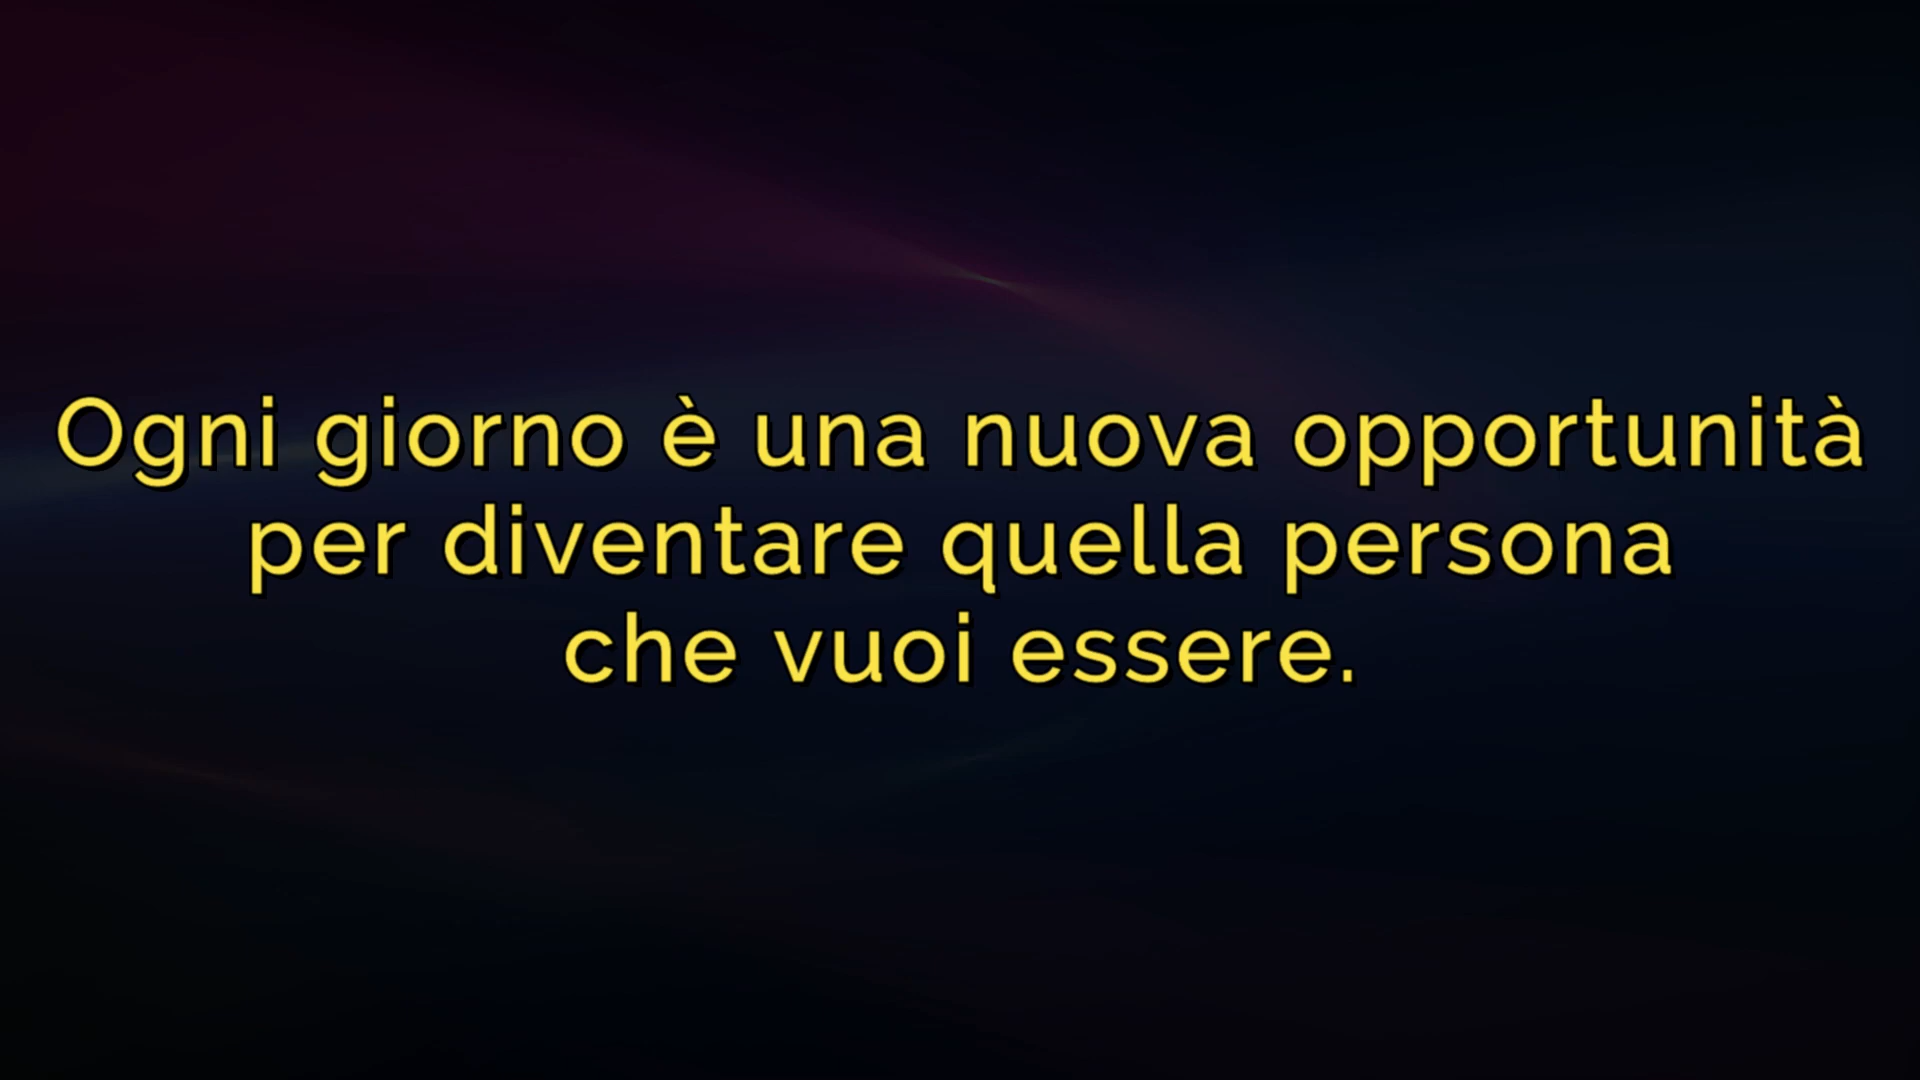 Ogni giorno è una nuova opportunità
per diventare quella persona
che vuoi essere.